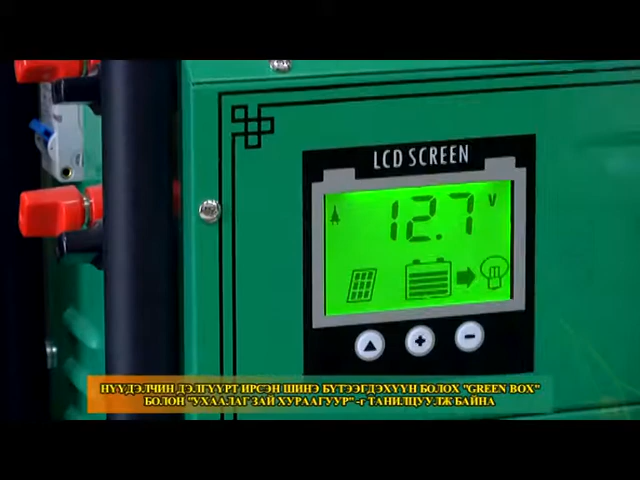 LCD SCREEN
12.7 V
НҮҮДЭЛЧИН ДЭЛГҮҮРТ ИРСЭН ШИНЭ БҮТЭЭГДЭХҮҮН БОЛОХ "GREEN BOX"
БОЛОН "УХААЛАГ ЗАЙ ХУРААГУУР" -г ТАНИЛЦУУЛЖ БАЙНА